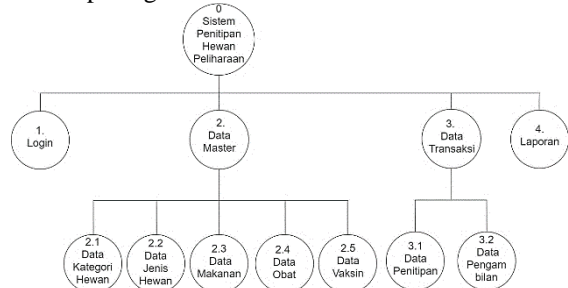 0
Sistem
Penitipan
Hewan
Peliharaan
1.
Login
2.
Data
Master
3.
Data
Transaksi
4.
Laporan
2.1
Data
Kategori
Hewan
2.2
Data
Jenis
Hewan
2.3
Data
Makanan
2.4
Data
Obat
2.5
Data
Vaksin
3.1
Data
Penitipan
3.2
Data
Pengam
bilan